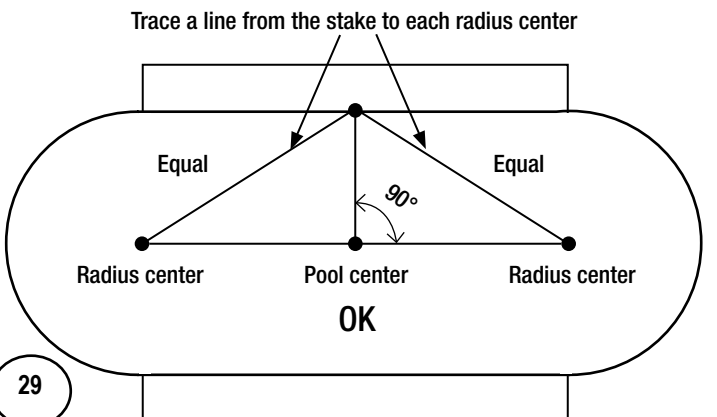 Trace a line from the stake to each radius center
Equal
Equal
90°
Radius center
Pool center
Radius center
OK
29